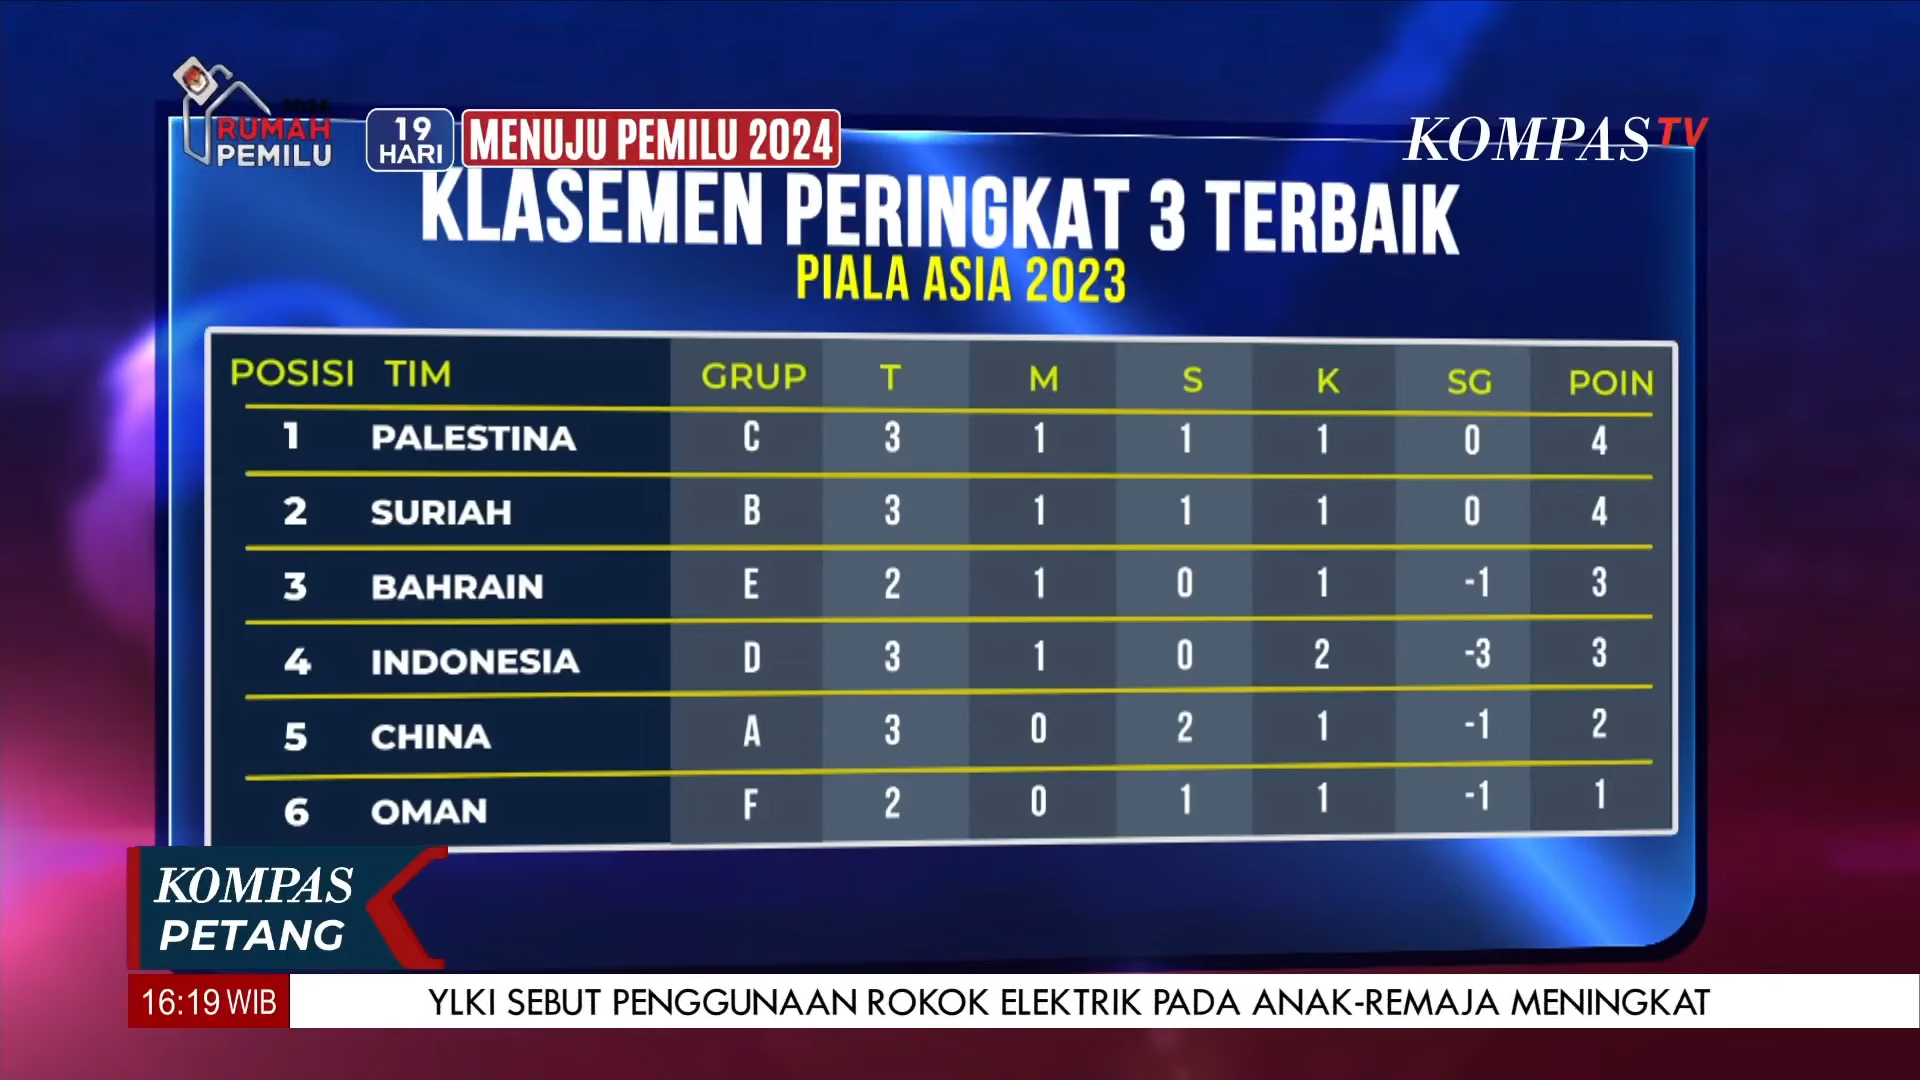 2024
RUMAH
PEMILU
19
HARI
MENUJU PEMILU 2024
KOMPAS TV
KLASEMEN PERINGKAT 3 TERBAIK
PIALA ASIA 2023
POSISI TIM GRUP T M S K SG POIN
1 PALESTINA C 3 1 1 1 0 4
2 SURIAH B 3 1 1 1 0 4
3 BAHRAIN E 2 1 0 1 -1 3
4 INDONESIA D 3 1 0 2 -3 3
5 CHINA A 3 0 2 1 -1 2
6 OMAN F 2 0 1 1 -1 1
KOMPAS
PETANG
16:19 WIB YLKI SEBUT PENGGUNAAN ROKOK ELEKTRIK PADA ANAK-REMAJA MENINGKAT